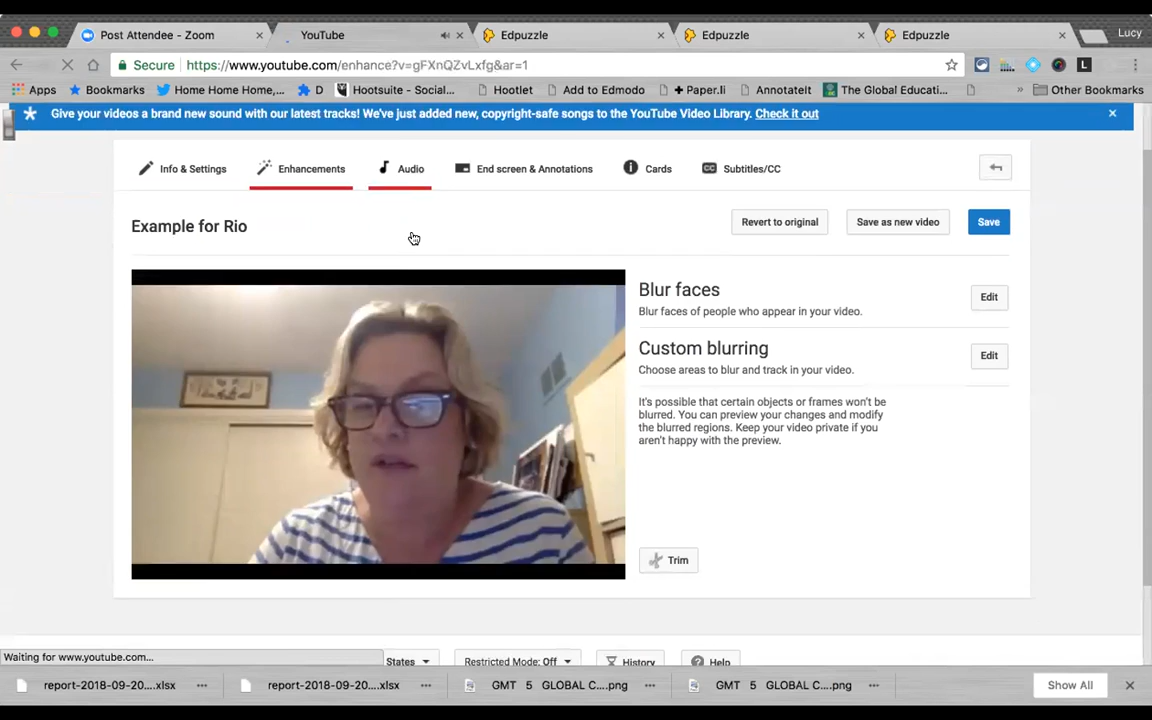 Post Attendee - Zoom
YouTube
Edpuzzle
Edpuzzle
Edpuzzle
Lucy
Secure
https://www.youtube.com/enhance?v=gFXnQZvLxfg&ar=1
L
Apps
Bookmarks
Home Home Home,...
D
Hootsuite - Social...
Hootlet
Add to Edmodo
Paper.li
AnnotateIt
The Global Educati...
»
Other Bookmarks
Give your videos a brand new sound with our latest tracks! We've just added new, copyright-safe songs to the YouTube Video Library. Check it out
Info & Settings
Enhancements
Audio
End screen & Annotations
Cards
CC Subtitles/CC
Example for Rio
Revert to original
Save as new video
Save
Blur faces
Edit
Blur faces of people who appear in your video.
Custom blurring
Edit
Choose areas to blur and track in your video.
It's possible that certain objects or frames won't be
blurred. You can preview your changes and modify
the blurred regions. Keep your video private if you
aren't happy with the preview.
Trim
Waiting for www.youtube.com...
States
Restricted Mode: Off
History
Help
report-2018-09-20....xlsx
report-2018-09-20....xlsx
GMT 5 GLOBAL C....png
GMT 5 GLOBAL C....png
Show All